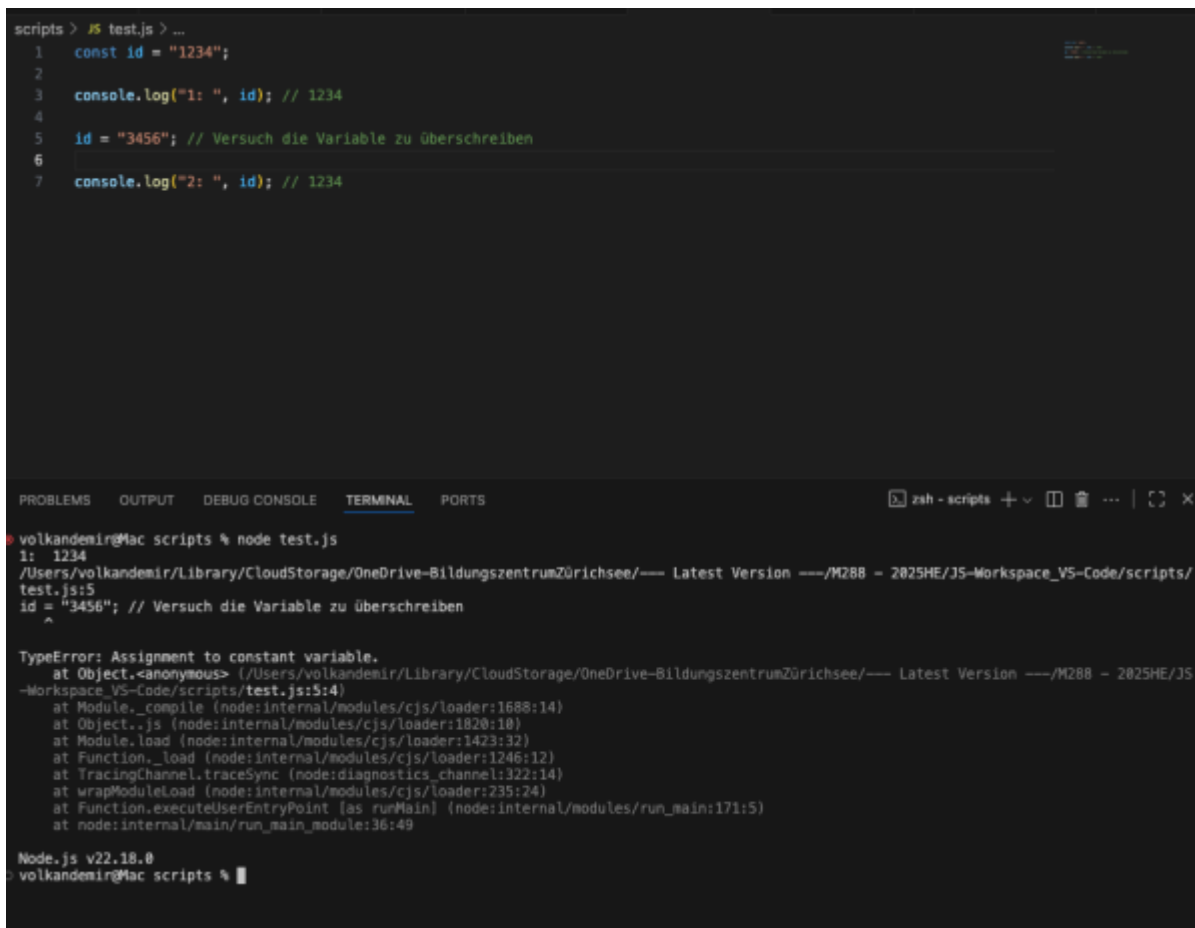 scripts > JS test.js > ...
1 const id = "1234";
2
3 console.log("1: ", id); // 1234
4
5 id = "3456"; // Versuch die Variable zu überschreiben
6
7 console.log("2: ", id); // 1234
PROBLEMS OUTPUT DEBUG CONSOLE TERMINAL PORTS zsh - scripts
volkandemir@Mac scripts % node test.js
1:  1234
/Users/volkandemir/Library/CloudStorage/OneDrive-BildungszentrumZürichsee/--- Latest Version ---/M288 - 2025HE/JS-Workspace_VS-Code/scripts/
test.js:5
id = "3456"; // Versuch die Variable zu überschreiben
^
TypeError: Assignment to constant variable.
at Object.<anonymous> (/Users/volkandemir/Library/CloudStorage/OneDrive-BildungszentrumZürichsee/--- Latest Version ---/M288 - 2025HE/JS
-Workspace_VS-Code/scripts/test.js:5:4)
at Module._compile (node:internal/modules/cjs/loader:1688:14)
at Object..js (node:internal/modules/cjs/loader:1820:10)
at Module.load (node:internal/modules/cjs/loader:1423:32)
at Function._load (node:internal/modules/cjs/loader:1246:12)
at TracingChannel.traceSync (node:diagnostics_channel:322:14)
at wrapModuleLoad (node:internal/modules/cjs/loader:235:24)
at Function.executeUserEntryPoint [as runMain] (node:internal/modules/run_main:171:5)
at node:internal/main/run_main_module:36:49
Node.js v22.18.0
volkandemir@Mac scripts %